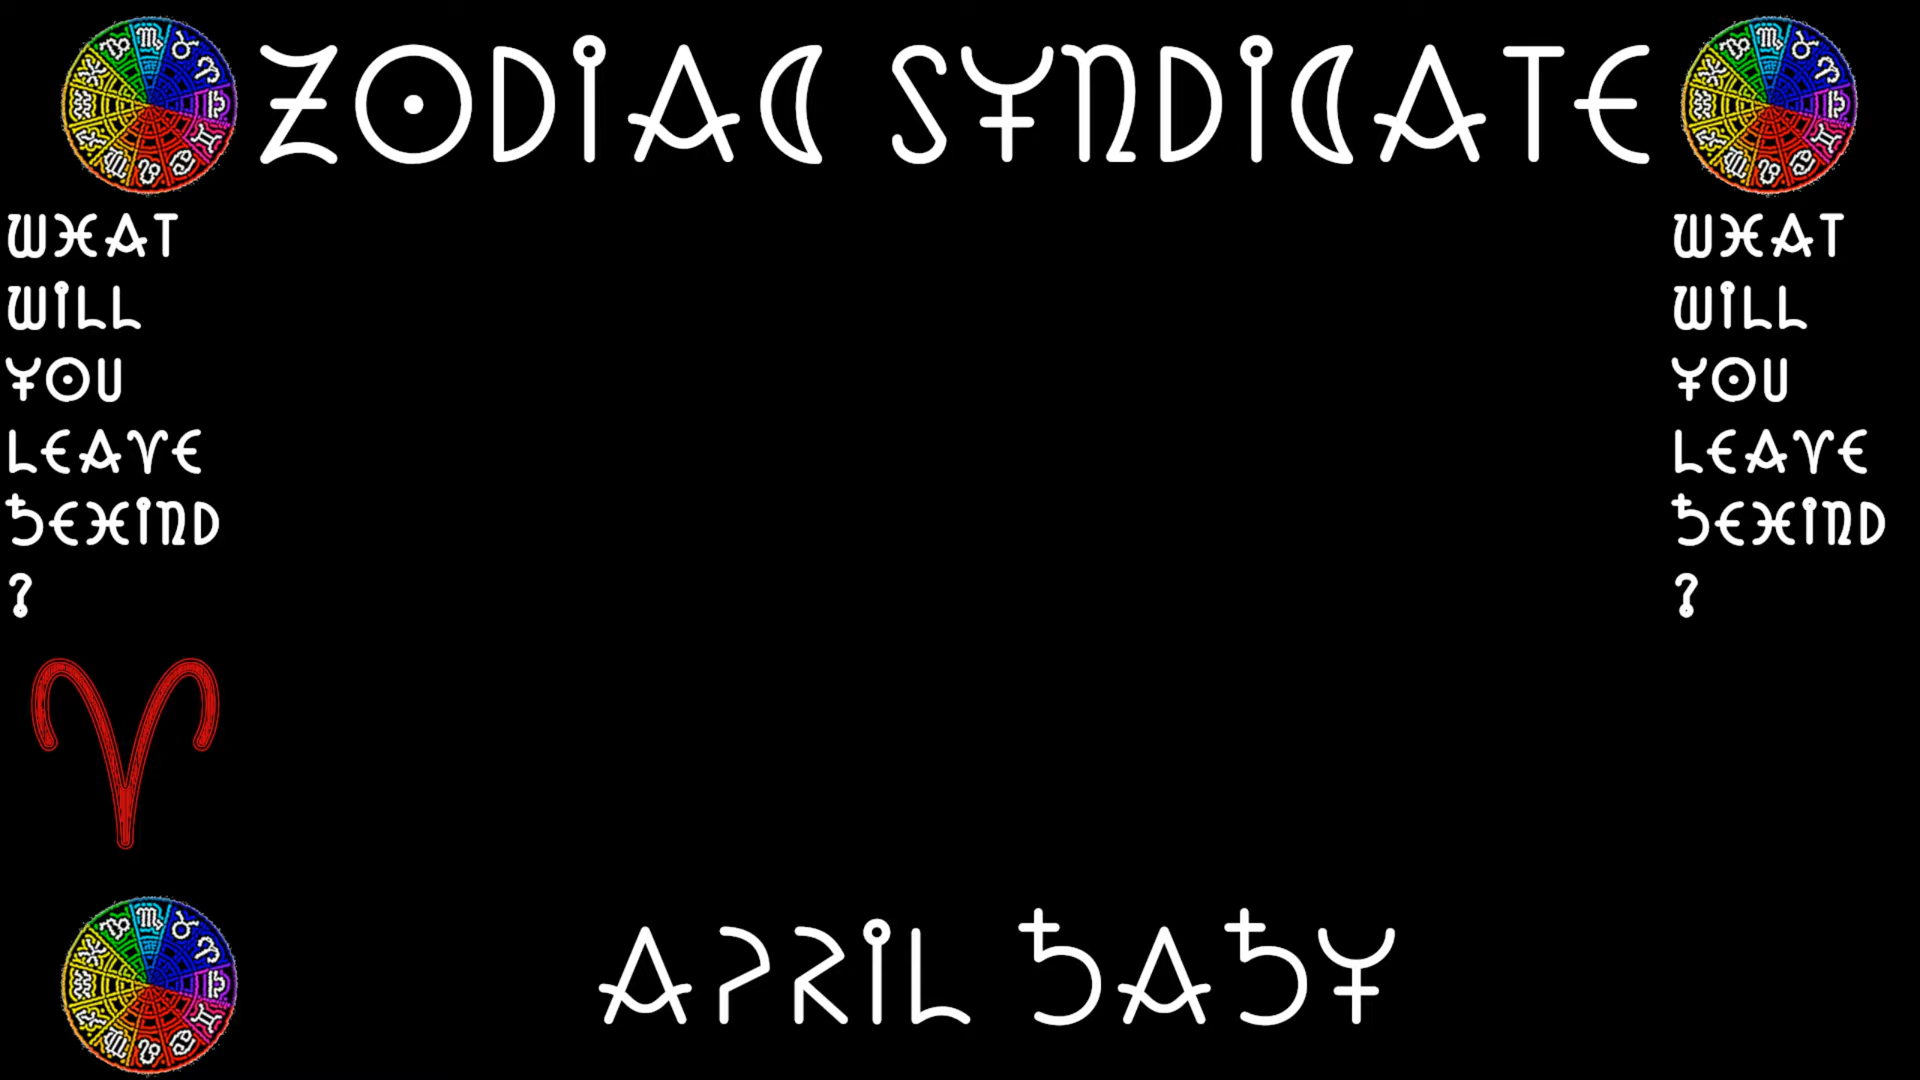 ZODIAC SYNDICATE
WHAT
WILL
YOU
LEAVE
BEHIND
?
WHAT
WILL
YOU
LEAVE
BEHIND
?
APRIL BABY